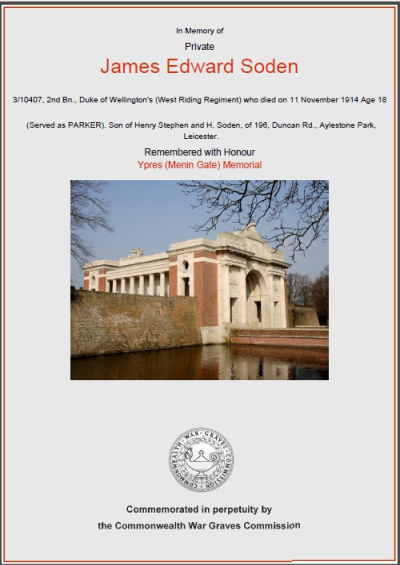 In Memory of
Private
James Edward Soden
3/10407, 2nd Bn., Duke of Wellington's (West Riding Regiment) who died on 11 November 1914 Age 18
(Served as PARKER). Son of Henry Stephen and H. Soden, of 196, Duncan Rd., Aylestone Park,
Leicester.
Remembered with Honour
Ypres (Menin Gate) Memorial
COMMONWEALTH · WAR · GRAVES · COMMISSION ·
Commemorated in perpetuity by
the Commonwealth War Graves Commission